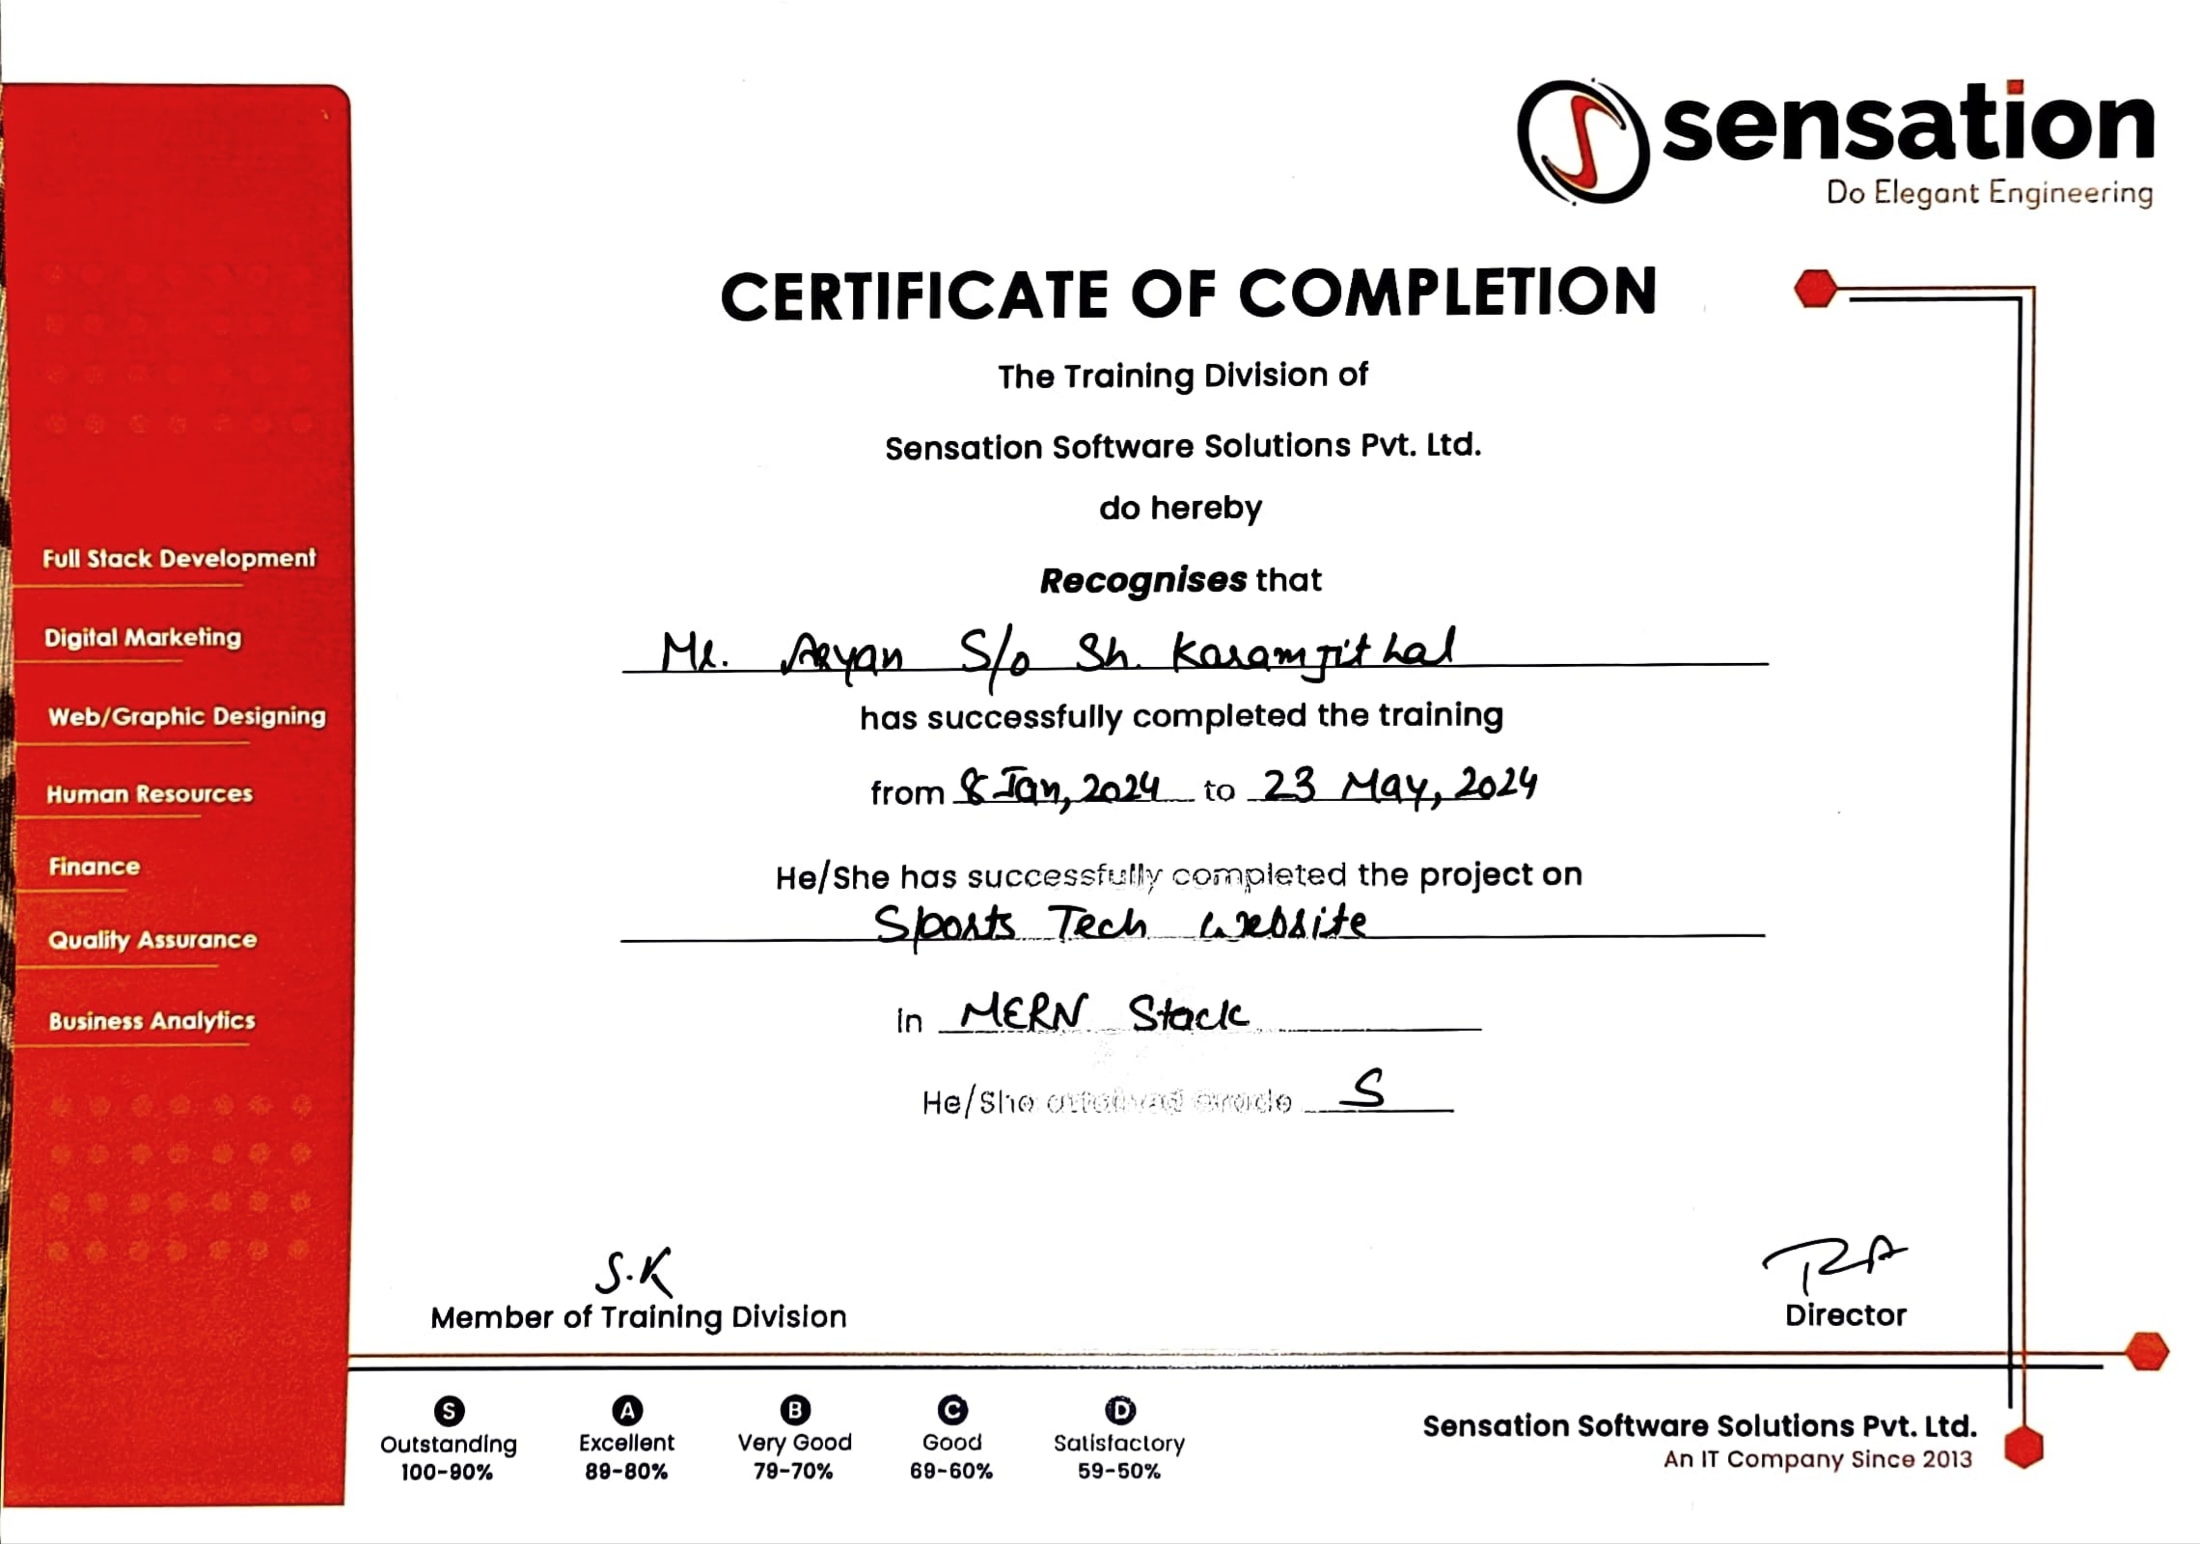 sensation
Do Elegant Engineering
CERTIFICATE OF COMPLETION
The Training Division of
Sensation Software Solutions Pvt. Ltd.
do hereby
Recognises that
Mr. Aryan S/o Sh. Karamjit Lal
has successfully completed the training
from 8 Jan, 2024 to 23 May, 2024
He/She has successfully completed the project on
Sports Tech Website
in MERN Stack
He/She attained grade S
S.K
Member of Training Division
Director
Full Stack Development
Digital Marketing
Web/Graphic Designing
Human Resources
Finance
Quality Assurance
Business Analytics
S A B C D
Outstanding Excellent Very Good Good Satisfactory
100-90% 89-80% 79-70% 69-60% 59-50%
Sensation Software Solutions Pvt. Ltd.
An IT Company Since 2013